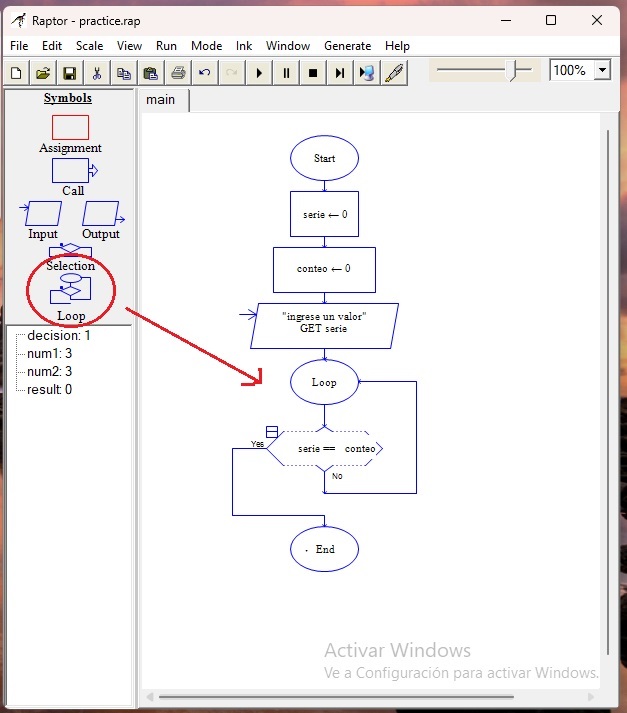 Raptor - practice.rap
File Edit Scale View Run Mode Ink Window Generate Help
100%
Symbols
main
Assignment
Call
Input Output
Selection
Loop
decision: 1
num1: 3
num2: 3
result: 0
Start
serie ← 0
conteo ← 0
"ingrese un valor"
GET serie
Loop
Yes
serie == conteo
No
End
Activar Windows
Ve a Configuración para activar Windows.